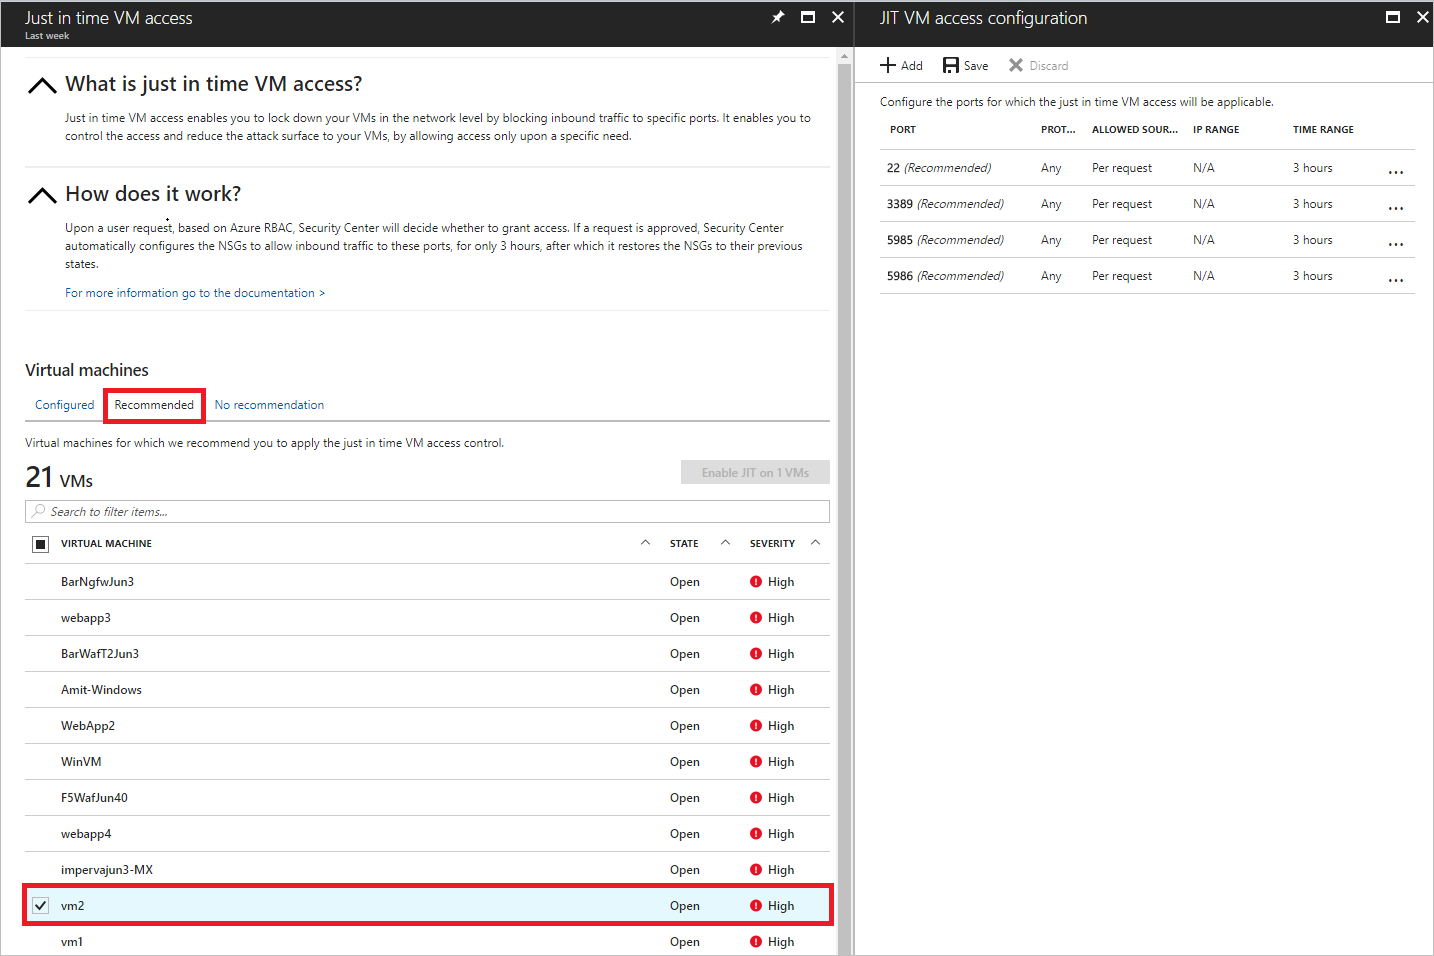 Just in time VM access
Last week
What is just in time VM access?
Just in time VM access enables you to lock down your VMs in the network level by blocking inbound traffic to specific ports. It enables you to
control the access and reduce the attack surface to your VMs, by allowing access only upon a specific need.
How does it work?
Upon a user request, based on Azure RBAC, Security Center will decide whether to grant access. If a request is approved, Security Center
automatically configures the NSGs to allow inbound traffic to these ports, for only 3 hours, after which it restores the NSGs to their previous
states.
For more information go to the documentation >
Virtual machines
Configured Recommended No recommendation
Virtual machines for which we recommend you to apply the just in time VM access control.
21 VMs Enable JIT on 1 VMs
Search to filter items...
VIRTUAL MACHINE STATE SEVERITY
BarNgfwJun3 Open High
webapp3 Open High
BarWafT2Jun3 Open High
Amit-Windows Open High
WebApp2 Open High
WinVM Open High
F5WafJun40 Open High
webapp4 Open High
impervajun3-MX Open High
vm2 Open High
vm1 Open High
JIT VM access configuration
Add Save Discard
Configure the ports for which the just in time VM access will be applicable.
PORT PROT... ALLOWED SOUR... IP RANGE TIME RANGE
22 (Recommended) Any Per request N/A 3 hours ...
3389 (Recommended) Any Per request N/A 3 hours ...
5985 (Recommended) Any Per request N/A 3 hours ...
5986 (Recommended) Any Per request N/A 3 hours ...